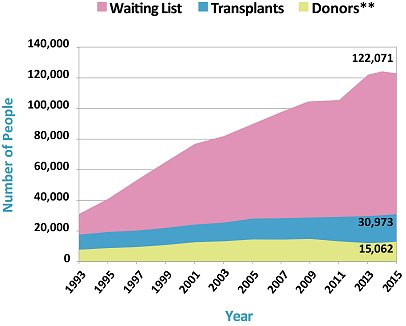 Waiting List Transplants Donors**
140,000
120,000
100,000
80,000
60,000
40,000
20,000
0
Number of People
122,071
30,973
15,062
1993 1995 1997 1999 2001 2003 2005 2007 2009 2011 2013 2015
Year